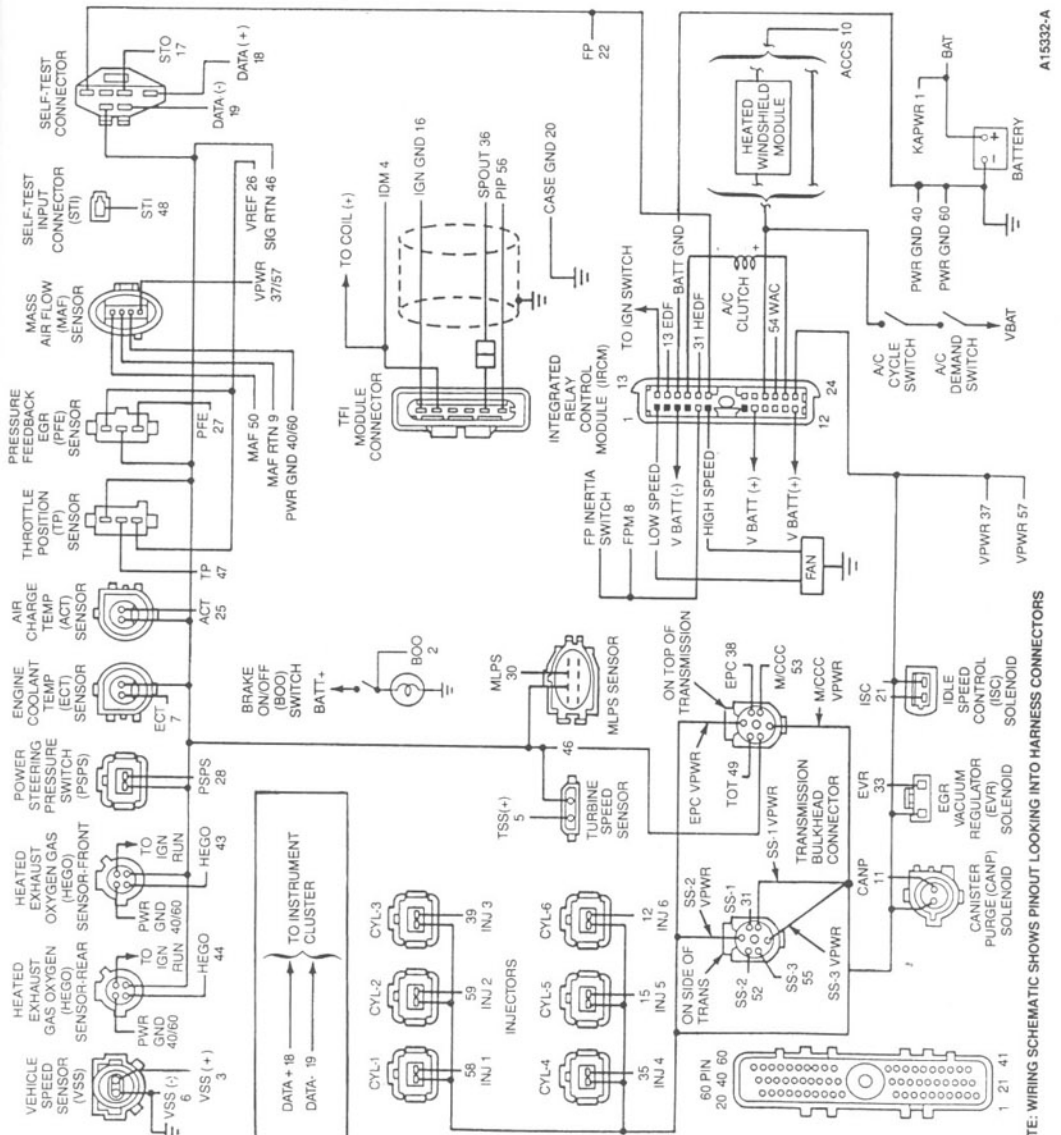 A15332-A
VEHICLE
SPEED
SENSOR
(VSS)
VSS (-)
6
VSS (+)
3
HEATED
EXHAUST
GAS OXYGEN
(HEGO)
SENSOR-REAR
PWR
GND
40/60
TO
IGN
RUN
HEGO
44
HEATED
EXHAUST
OXYGEN GAS
(HEGO)
SENSOR-FRONT
PWR
GND
40/60
TO
IGN
RUN
HEGO
43
POWER
STEERING
PRESSURE
SWITCH
(PSPS)
PSPS
28
ENGINE
COOLANT
TEMP
(ECT)
SENSOR
ECT
7
AIR
CHARGE
TEMP
(ACT)
SENSOR
ACT
25
THROTTLE
POSITION
(TP)
SENSOR
TP
47
PRESSURE
FEEDBACK
EGR
(PFE)
SENSOR
PFE
27
MASS
AIR FLOW
(MAF)
SENSOR
MAF 50
MAF RTN 9
PWR GND 40/60
VPWR
37/57
SELF-TEST
INPUT
CONNECTOR
(STI)
STI
48
VREF 26
SIG RTN 46
SELF-TEST
CONNECTOR
STO
17
DATA (+)
18
DATA (-)
19
FP
22
DATA + 18
DATA- 19
TO INSTRUMENT
CLUSTER
BRAKE
ON/OFF
(BOO)
SWITCH
BATT+
BOO
2
TFI
MODULE
CONNECTOR
TO COIL (+)
IDM 4
IGN GND 16
SPOUT 36
PIP 56
CASE GND 20
CYL-1
58
INJ 1
CYL-2
59
INJ 2
CYL-3
39
INJ 3
INJECTORS
CYL-4
35
INJ 4
CYL-5
15
INJ 5
CYL-6
12
INJ 6
TSS(+)
5
TURBINE
SPEED
SENSOR
46
MLPS
30
MLPS SENSOR
INTEGRATED
RELAY
CONTROL
MODULE (IRCM)
1
13
12
24
TO IGN SWITCH
13 EDF
BATT GND
31 HEDF
A/C
CLUTCH
+
54 WAC
FP INERTIA
SWITCH
FPM 8
LOW SPEED
V BATT(-)
HIGH SPEED
V BATT (+)
V BATT(+)
FAN
HEATED
WINDSHIELD
MODULE
ACCS 10
A/C
CYCLE
SWITCH
A/C
DEMAND
SWITCH
VBAT
KAPWR 1
BAT
PWR GND 40
PWR GND 60
- +
BATTERY
VPWR 37
VPWR 57
60 PIN
20 40 60
1 21 41
ON SIDE OF
TRANS
SS-2
VPWR
SS-1
31
SS-2
52
SS-3
55
SS-3 VPWR
SS-1 VPWR
TRANSMISSION
BULKHEAD
CONNECTOR
EPC VPWR
TOT 49
ON TOP OF
TRANSMISSION
EPC 38
M/CCC
53
M/CCC
VPWR
CANP
11
CANISTER
PURGE (CANP)
SOLENOID
EVR
33
EGR
VACUUM
REGULATOR
(EVR)
SOLENOID
ISC
21
IDLE
SPEED
CONTROL
(ISC)
SOLENOID
TE: WIRING SCHEMATIC SHOWS PINOUT LOOKING INTO HARNESS CONNECTORS